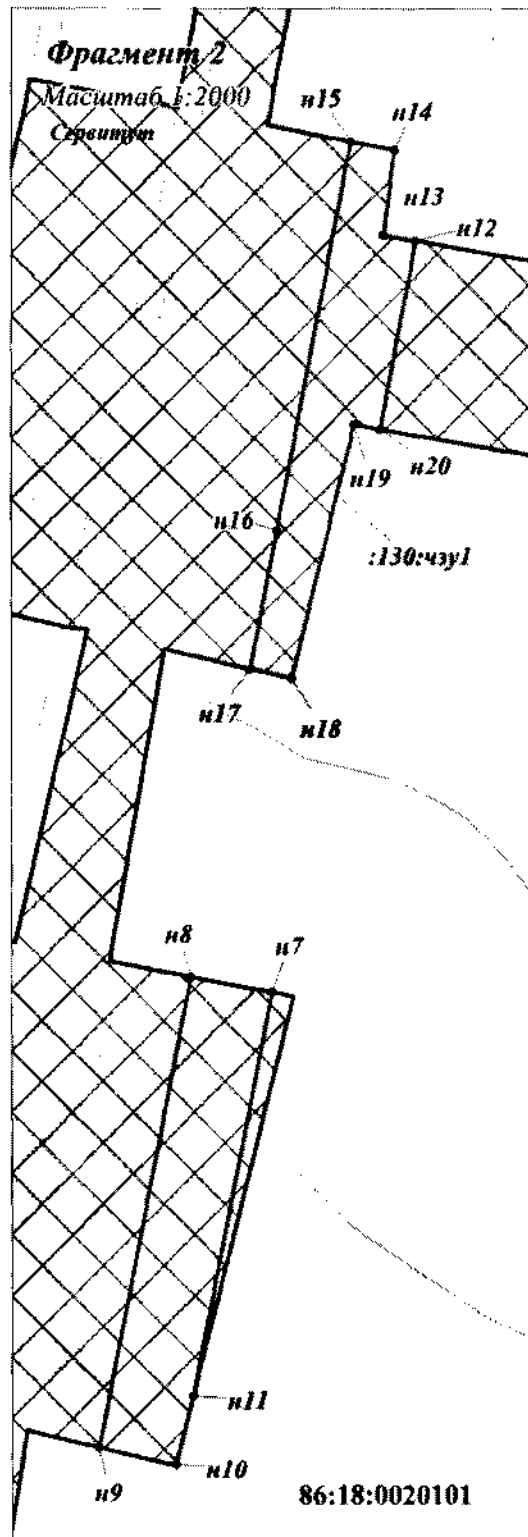 Фрагмент 2
Масштаб 1:2000
Сервитут
н15
н14
н13
н12
н20
н19
н16
:130:чзу1
н17
н18
н8
н7
н11
н10
н9
86:18:0020101